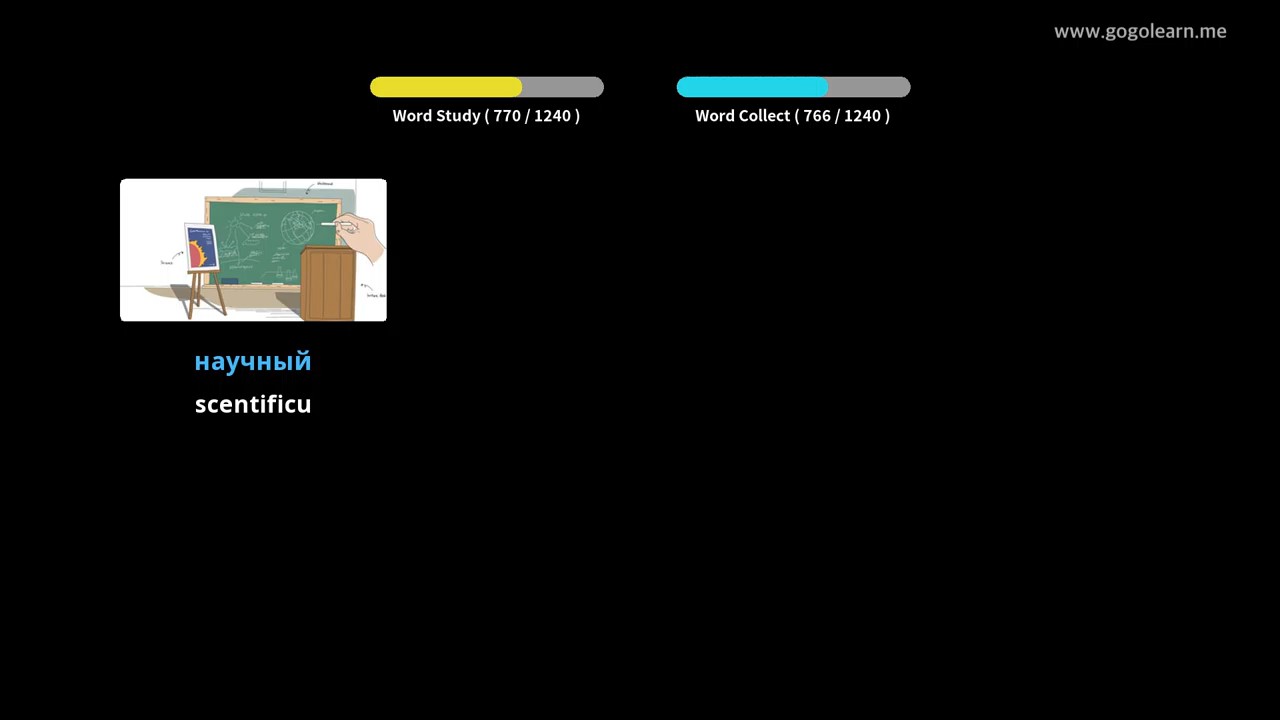 www.gogolearn.me
Word Study ( 770 / 1240 )
Word Collect ( 766 / 1240 )
научный
scentificu